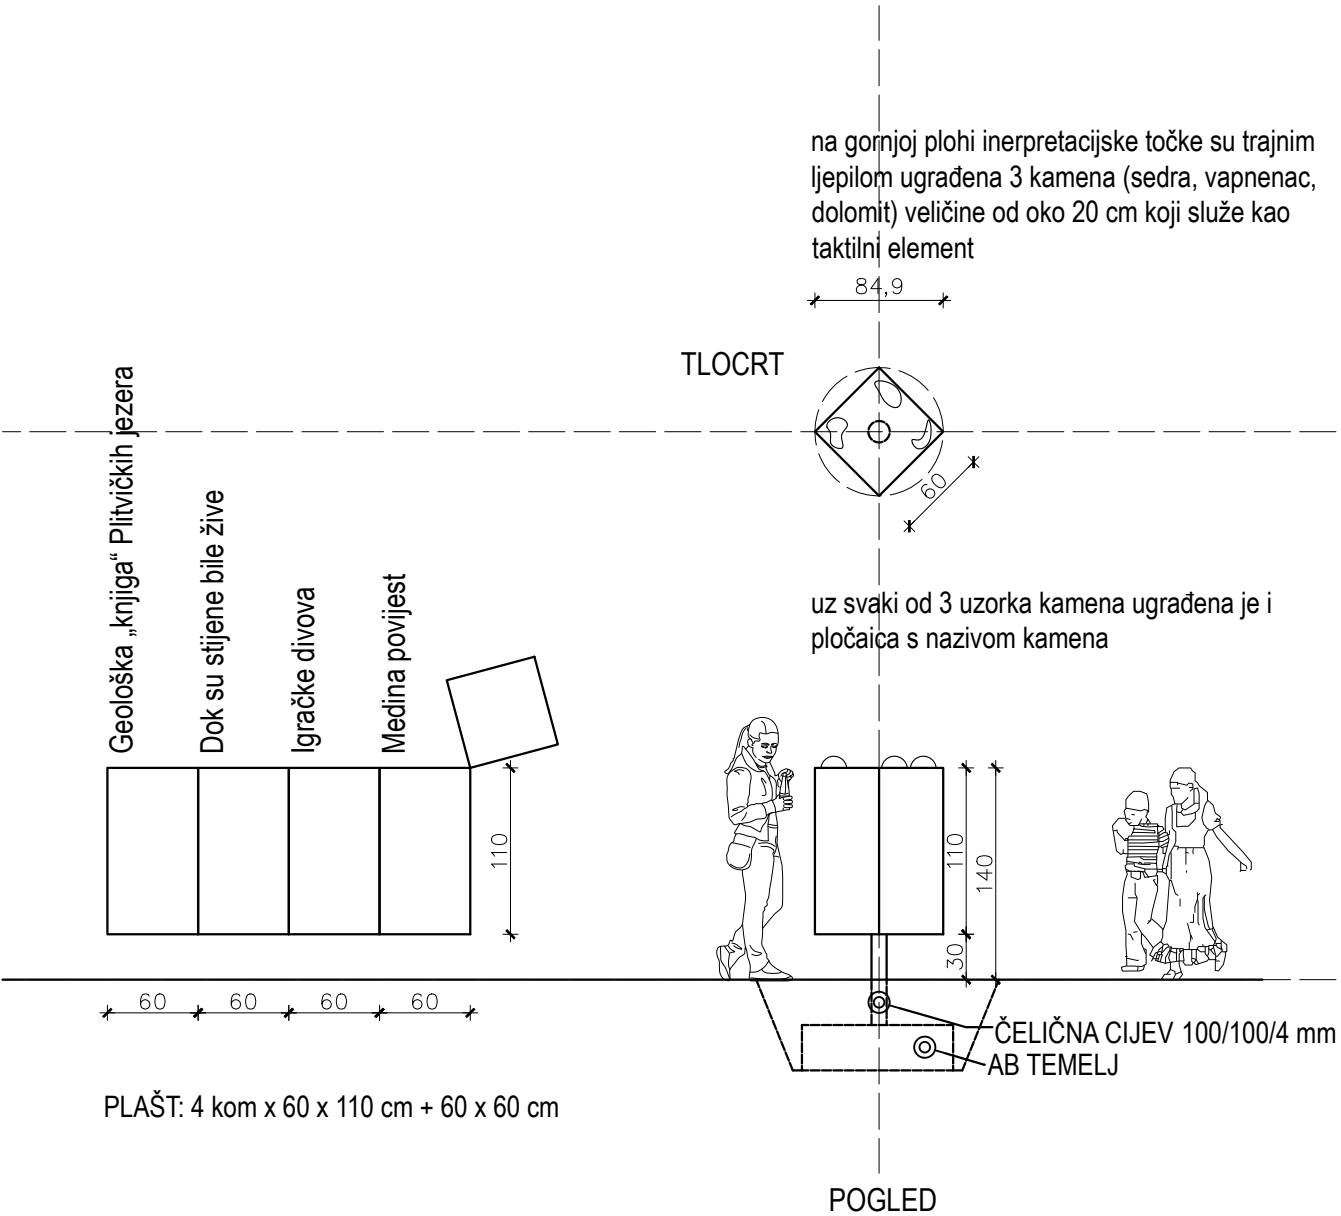 na gornjoj plohi inerpretacijske točke su trajnim
ljepilom ugrađena 3 kamena (sedra, vapnenac,
dolomit) veličine od oko 20 cm koji služe kao
taktilni element
84,9
TLOCRT
60
Geološka „knjiga“ Plitvičkih jezera
Dok su stijene bile žive
Igračke divova
Medina povijest
uz svaki od 3 uzorka kamena ugrađena je i
pločaica s nazivom kamena
110
110
140
30
60
60
60
60
ČELIČNA CIJEV 100/100/4 mm
AB TEMELJ
PLAŠT: 4 kom x 60 x 110 cm + 60 x 60 cm
POGLED